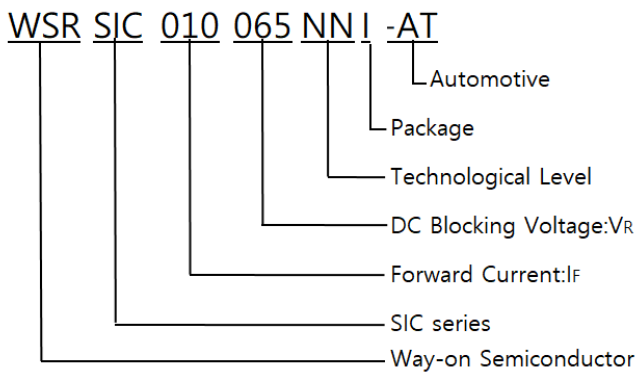 WSR SIC 010 065 NN I -AT
Automotive
Package
Technological Level
DC Blocking Voltage:VR
Forward Current:IF
SIC series
Way-on Semiconductor